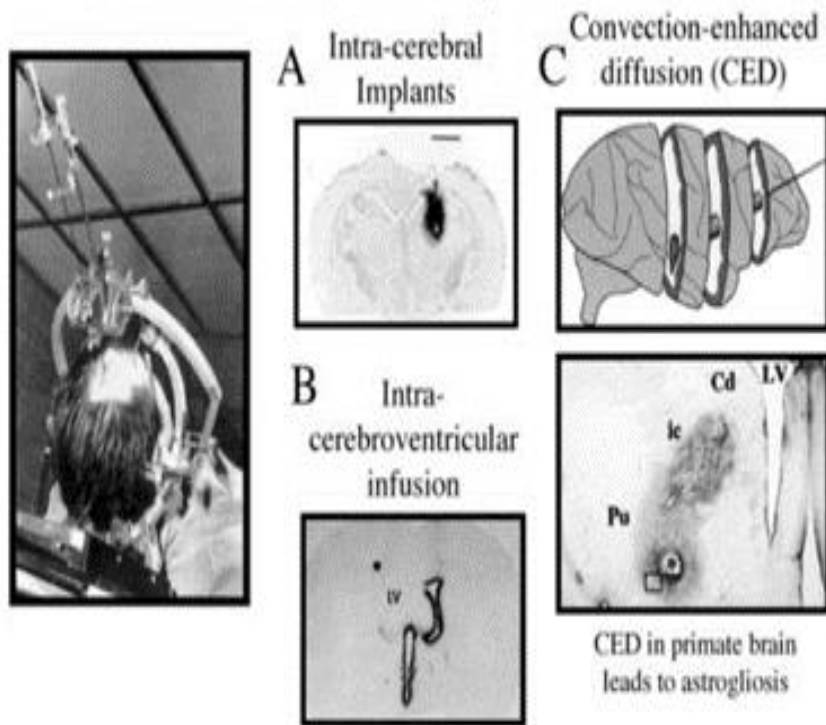 A
Intra-cerebral
Implants
B
Intra-
cerebroventricular
infusion
LV
C
Convection-enhanced
diffusion (CED)
Cd
LV
ic
Pu
CED in primate brain
leads to astrogliosis